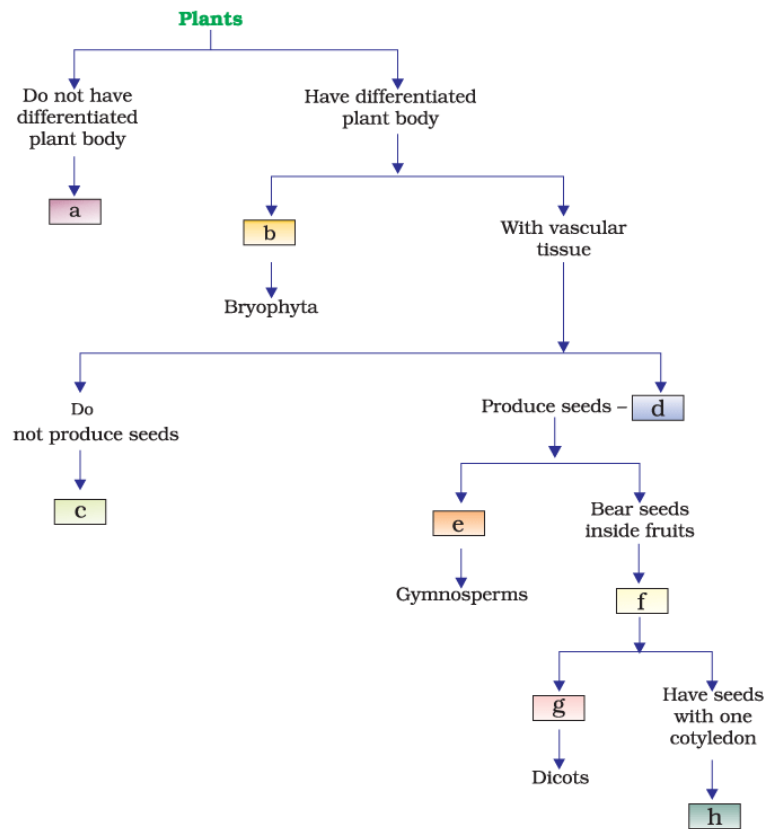 Plants
Do not have
differentiated
plant body
Have differentiated
plant body
a
b
With vascular
tissue
Bryophyta
Do
not produce seeds
Produce seeds – d
c
e
Bear seeds
inside fruits
Gymnosperms
f
g
Have seeds
with one
cotyledon
Dicots
h